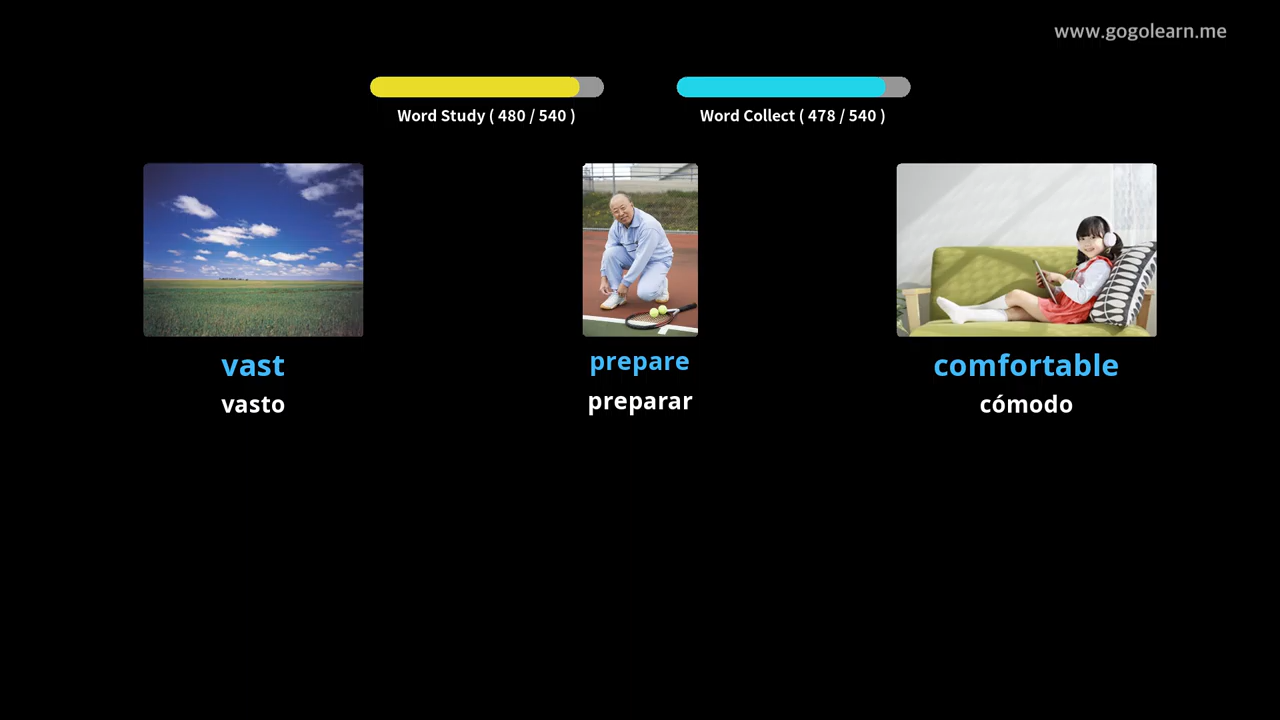 www.gogolearn.me
Word Study ( 480 / 540 )
Word Collect ( 478 / 540 )
vast
vasto
prepare
preparar
comfortable
cómodo